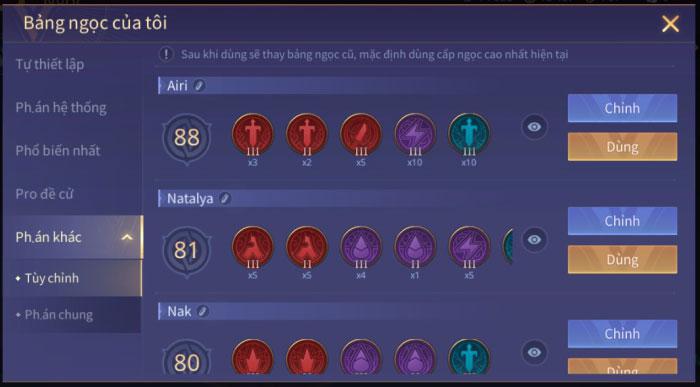 Bảng ngọc của tôi
Tự thiết lập
Ph.án hệ thống
Phổ biến nhất
Pro đề cử
Ph.án khác
Tùy chỉnh
Ph.án chung
Sau khi dùng sẽ thay bảng ngọc cũ, mặc định dùng cấp ngọc cao nhất hiện tại
Airi
88
III II III III III
x3 x2 x5 x10 x10
Chỉnh
Dùng
Natalya
81
III II III II III
x5 x5 x4 x1 x5
Chỉnh
Dùng
Nak
80
Chỉnh
Dùng